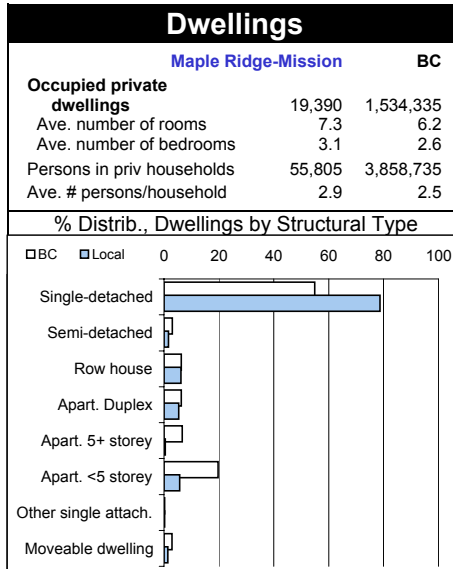 Dwellings
Maple Ridge-Mission BC
Occupied private
dwellings 19,390 1,534,335
Ave. number of rooms 7.3 6.2
Ave. number of bedrooms 3.1 2.6
Persons in priv households 55,805 3,858,735
Ave. # persons/household 2.9 2.5
% Distrib., Dwellings by Structural Type
BC Local 0 20 40 60 80 100
Single-detached
Semi-detached
Row house
Apart. Duplex
Apart. 5+ storey
Apart. <5 storey
Other single attach.
Moveable dwelling